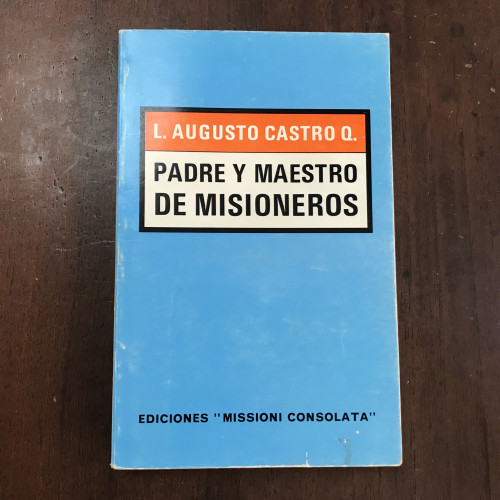 L. AUGUSTO CASTRO Q.
PADRE Y MAESTRO
DE MISIONEROS
EDICIONES "MISSIONI CONSOLATA"